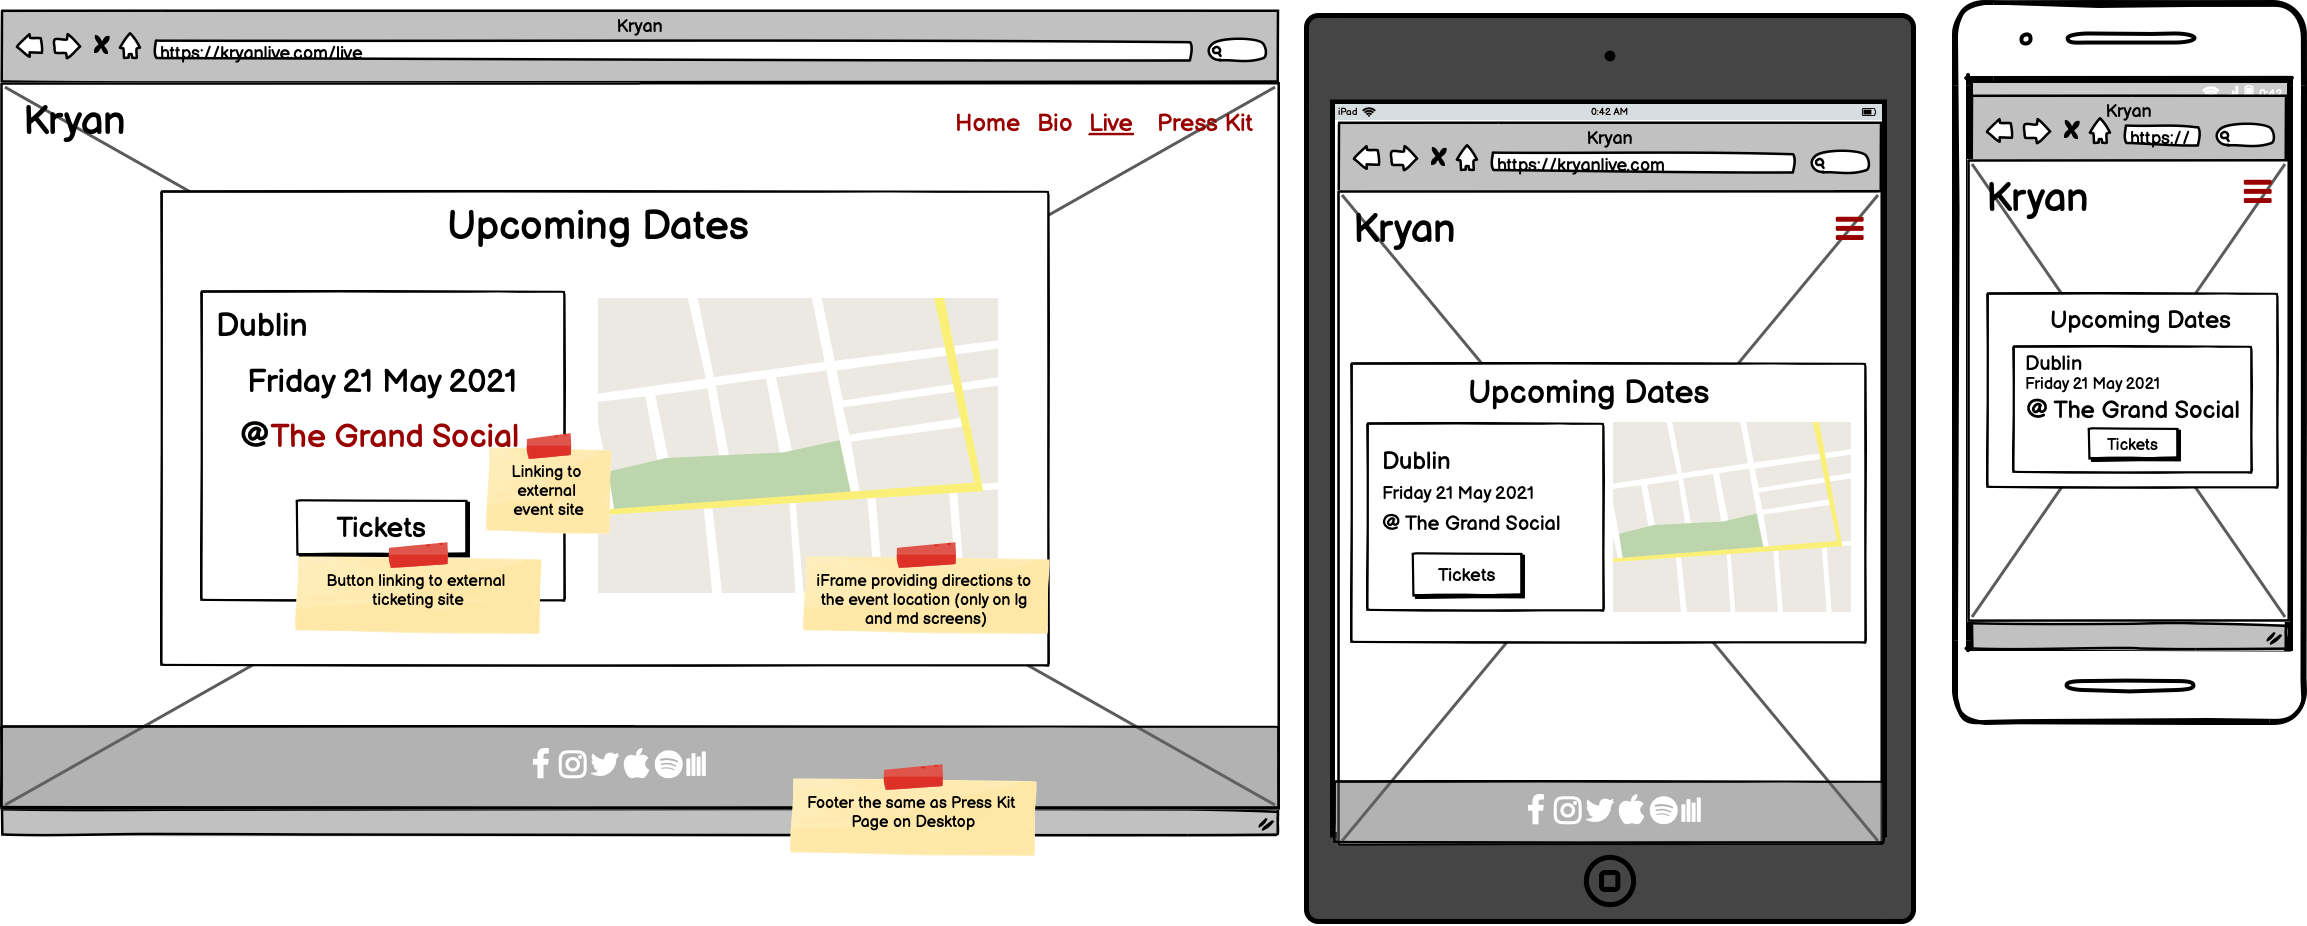 Kryan
https://kryanlive.com/live
Kryan
Home Bio Live Press Kit
Upcoming Dates
Dublin
Friday 21 May 2021
@The Grand Social
Linking to
external
event site
Tickets
Button linking to external
ticketing site
iFrame providing directions to
the event location (only on lg
and md screens)
Footer the same as Press Kit
Page on Desktop
iPad 0:42 AM
Kryan
https://kryanlive.com
Kryan
Upcoming Dates
Dublin
Friday 21 May 2021
@ The Grand Social
Tickets
0:42
Kryan
https://
Kryan
Upcoming Dates
Dublin
Friday 21 May 2021
@ The Grand Social
Tickets